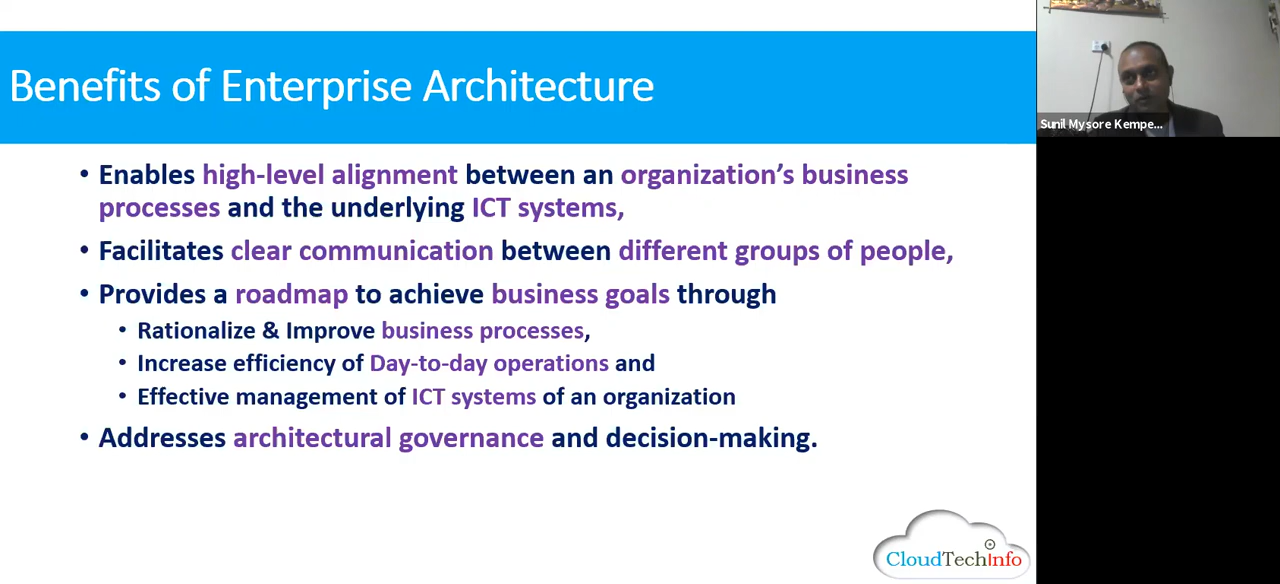 Benefits of Enterprise Architecture
Sunil Mysore Kempe...
• Enables high-level alignment between an organization's business
processes and the underlying ICT systems,
• Facilitates clear communication between different groups of people,
• Provides a roadmap to achieve business goals through
• Rationalize & Improve business processes,
• Increase efficiency of Day-to-day operations and
• Effective management of ICT systems of an organization
• Addresses architectural governance and decision-making.
CloudTechInfo